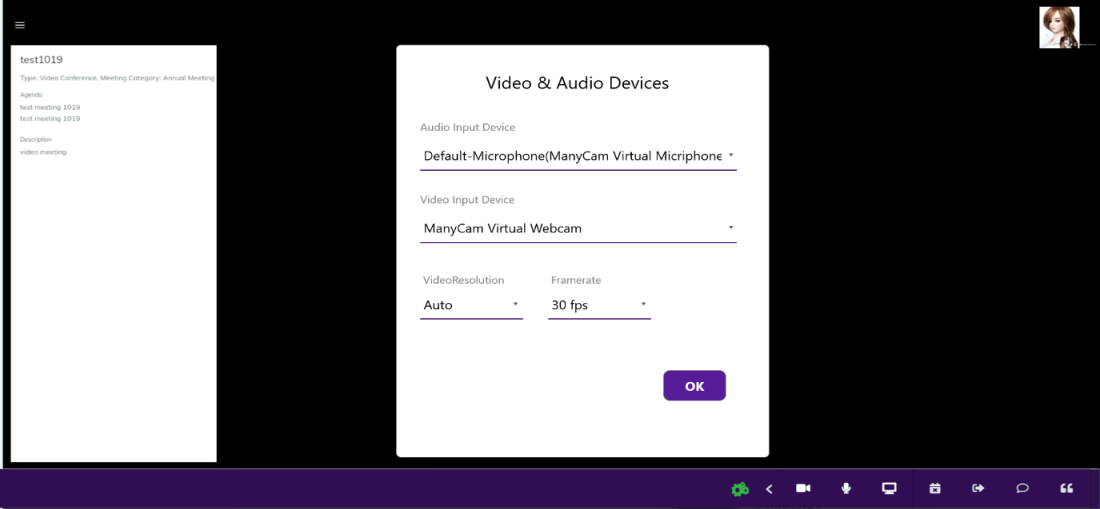 test1019
Type: Video Conference, Meeting Category: Annual Meeting
Agenda
test meeting 1019
test meeting 1019
Description
video meeting
Video & Audio Devices
Audio Input Device
Default-Microphone(ManyCam Virtual Micriphone
Video Input Device
ManyCam Virtual Webcam
VideoResolution
Framerate
Auto
30 fps
OK